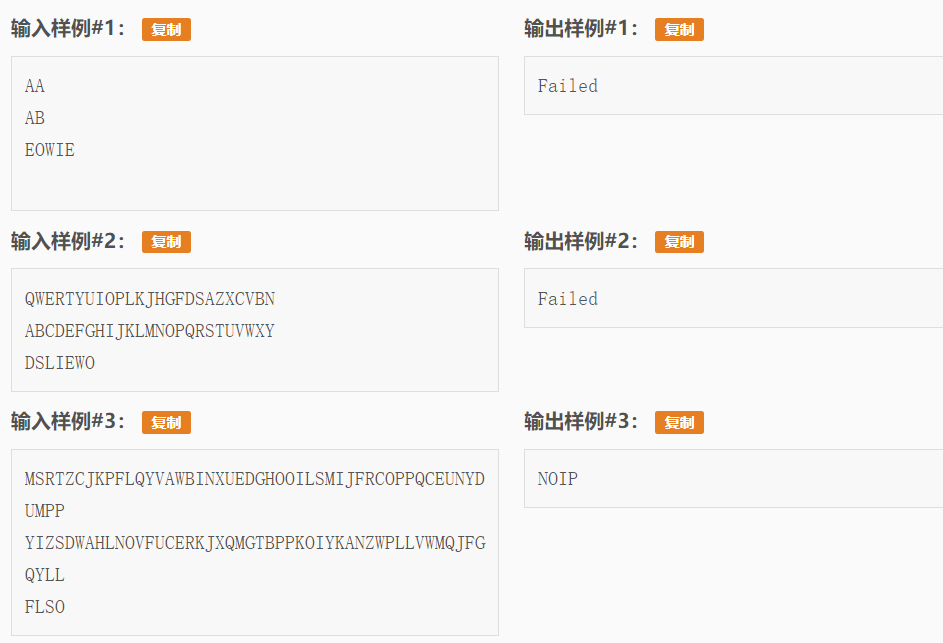 输入样例#1： 复制 输出样例#1： 复制
AA Failed
AB
EOWIE
输入样例#2： 复制 输出样例#2： 复制
QWERTYUIOPLKJHGFDSAZXCVBN Failed
ABCDEFGHIJKLMNOPQRSTUVWXY
DSLIEWO
输入样例#3： 复制 输出样例#3： 复制
MSRTZCJKPFLQYVAWBINXUEDGHOOILSMIJFRCOPPQCEUNYD NOIP
UMPP
YIZSDWAHLNOVFUCERKJXQMGTBPPKOIYKANZWPLLVWMQJFG
QYLL
FLSO